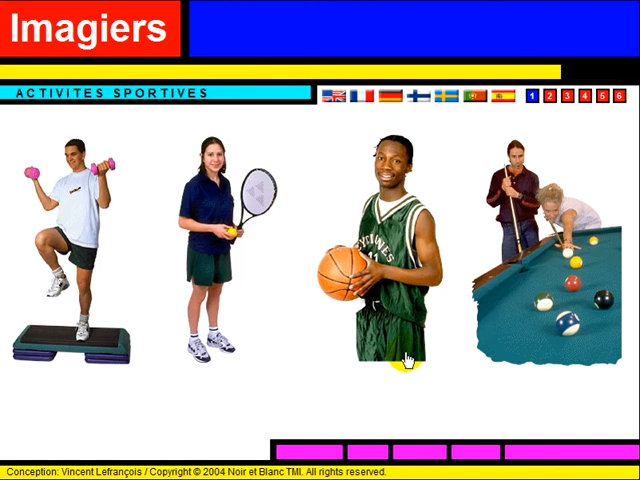 Imagiers
ACTIVITES SPORTIVES
1 2 3 4 5 6
Conception: Vincent Lefrançois / Copyright © 2004 Noir et Blanc TMI. All rights reserved.